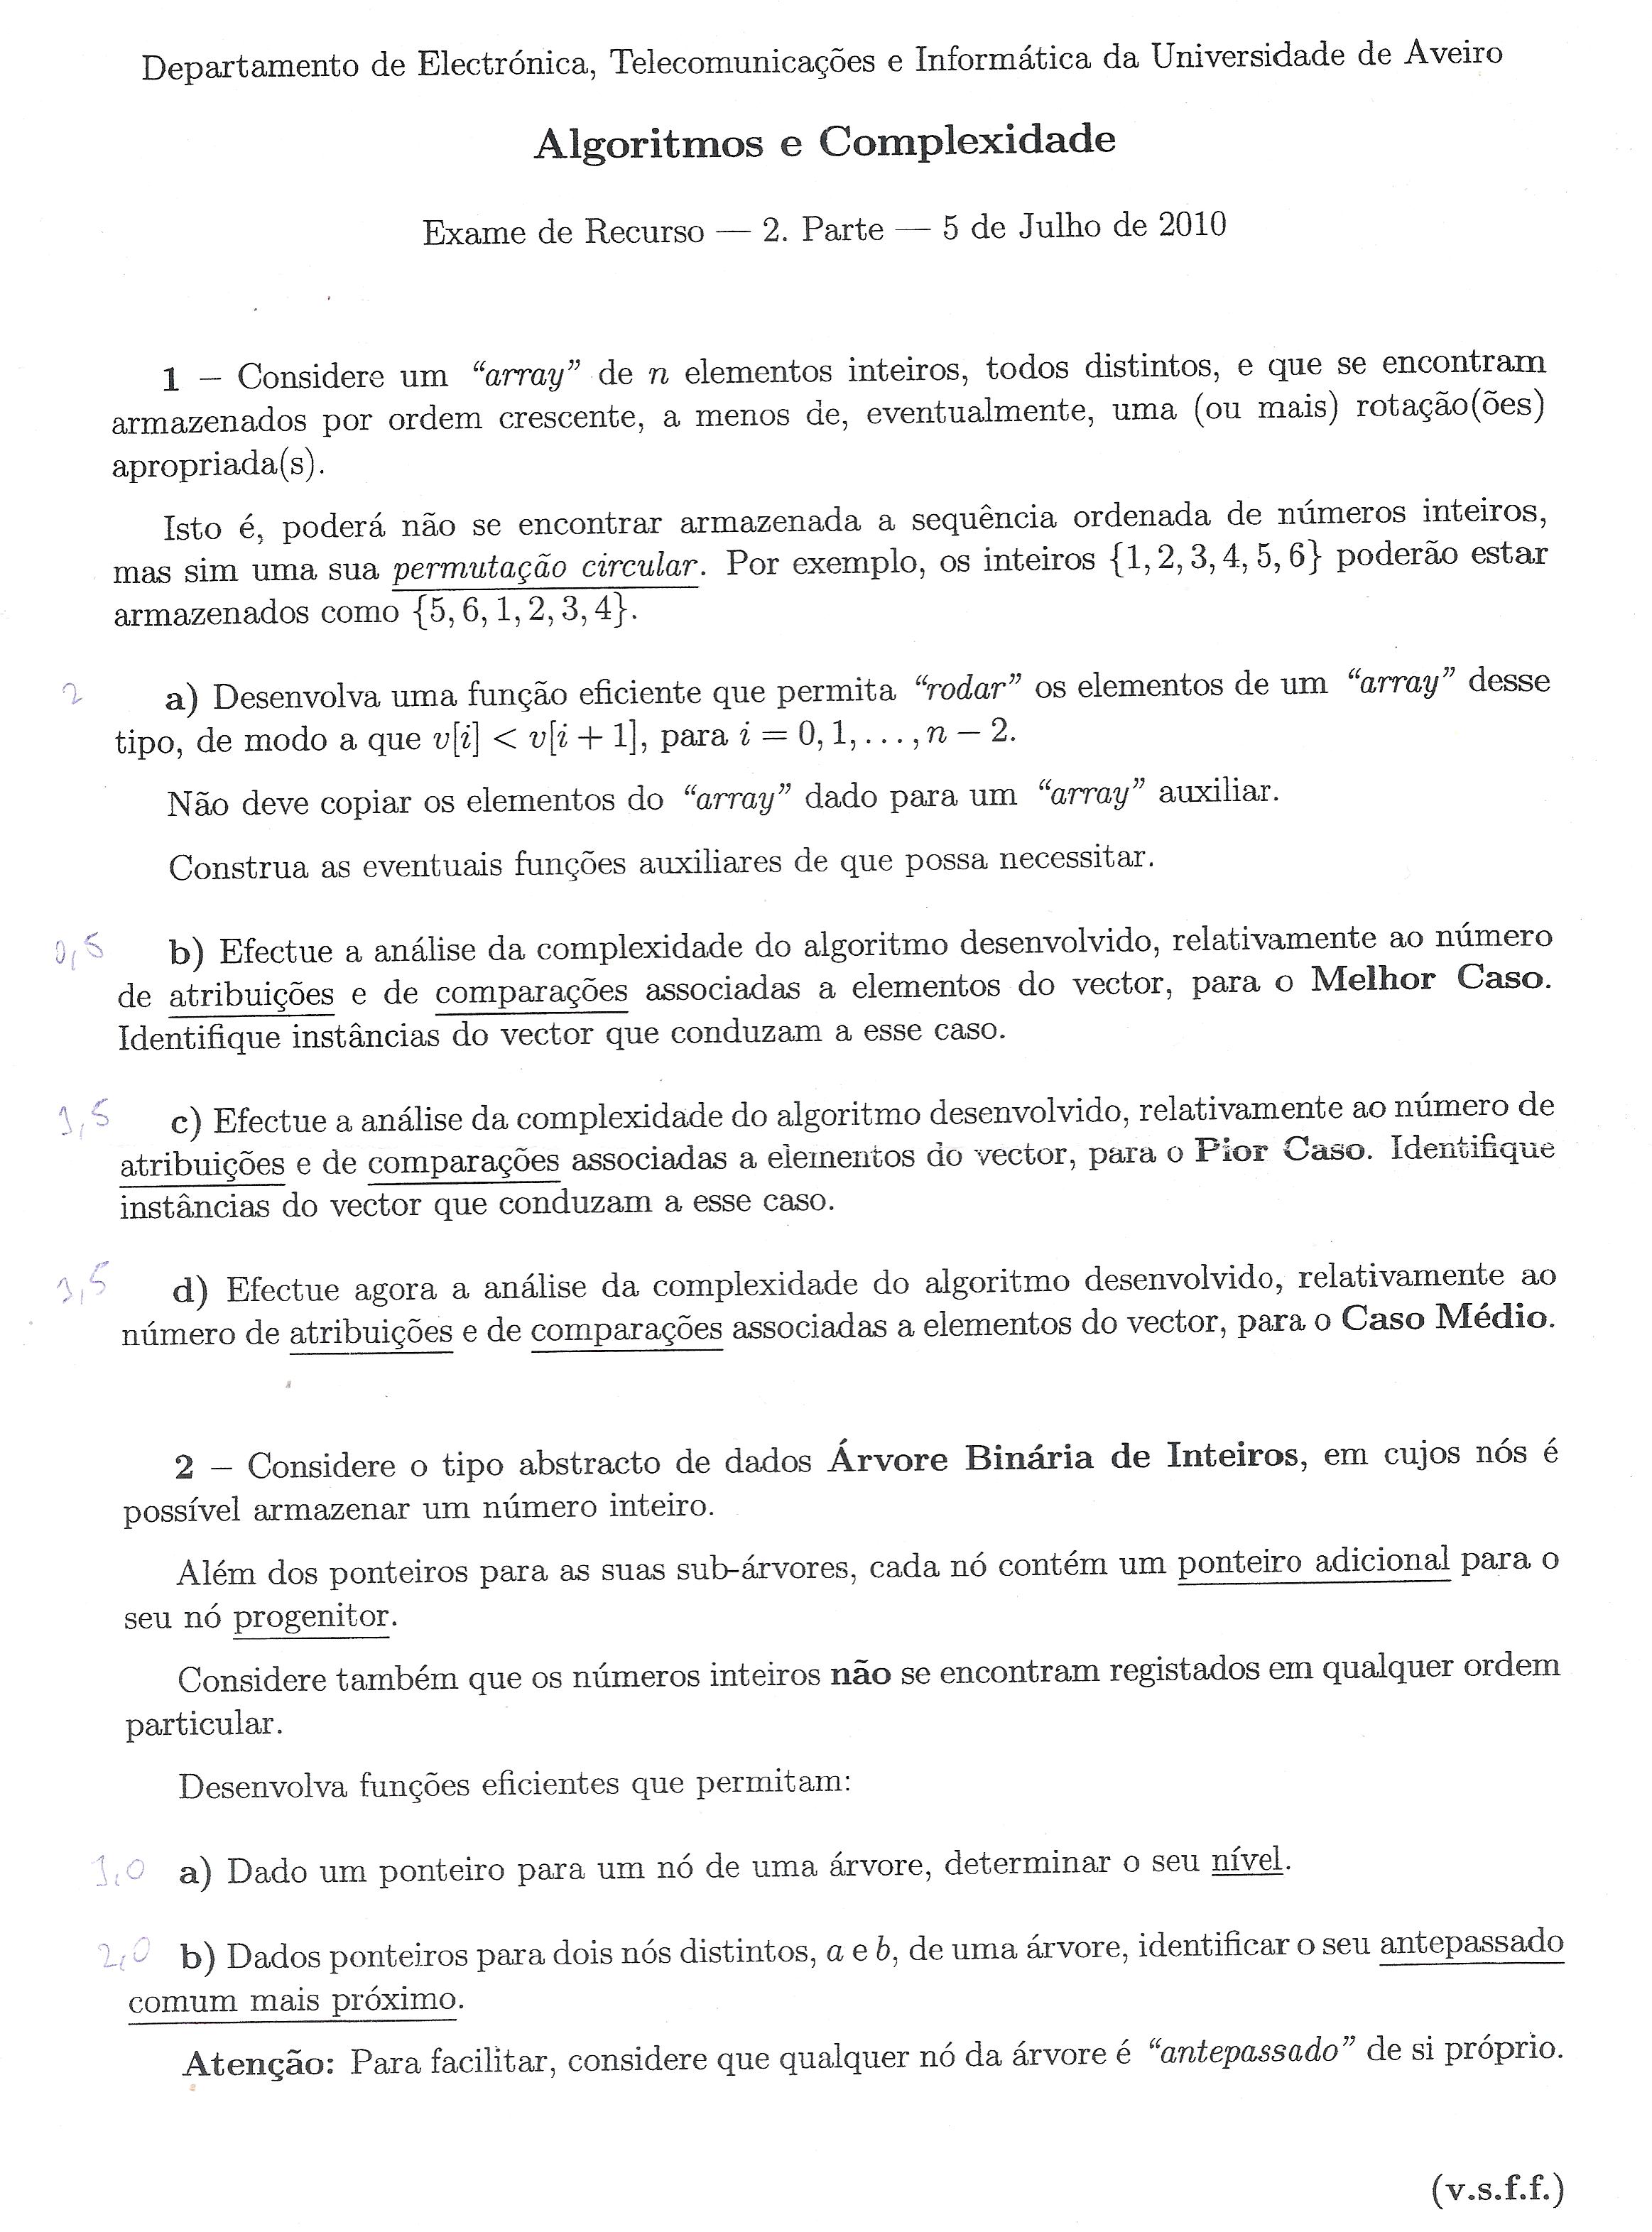 Departamento de Electrónica, Telecomunicações e Informática da Universidade de Aveiro
Algoritmos e Complexidade
Exame de Recurso — 2. Parte — 5 de Julho de 2010
1 – Considere um "array" de n elementos inteiros, todos distintos, e que se encontram
armazenados por ordem crescente, a menos de, eventualmente, uma (ou mais) rotação(ões)
apropriada(s).
Isto é, poderá não se encontrar armazenada a sequência ordenada de números inteiros,
mas sim uma sua permutação circular. Por exemplo, os inteiros {1, 2, 3, 4, 5, 6} poderão estar
armazenados como {5, 6, 1, 2, 3, 4}.
2 a) Desenvolva uma função eficiente que permita "rodar" os elementos de um "array" desse
tipo, de modo a que v[i] < v[i + 1], para i = 0, 1, . . . , n − 2.
Não deve copiar os elementos do "array" dado para um "array" auxiliar.
Construa as eventuais funções auxiliares de que possa necessitar.
0,5 b) Efectue a análise da complexidade do algoritmo desenvolvido, relativamente ao número
de atribuições e de comparações associadas a elementos do vector, para o Melhor Caso.
Identifique instâncias do vector que conduzam a esse caso.
1,5 c) Efectue a análise da complexidade do algoritmo desenvolvido, relativamente ao número de
atribuições e de comparações associadas a elementos do vector, para o Pior Caso. Identifique
instâncias do vector que conduzam a esse caso.
1,5 d) Efectue agora a análise da complexidade do algoritmo desenvolvido, relativamente ao
número de atribuições e de comparações associadas a elementos do vector, para o Caso Médio.
2 – Considere o tipo abstracto de dados Árvore Binária de Inteiros, em cujos nós é
possível armazenar um número inteiro.
Além dos ponteiros para as suas sub-árvores, cada nó contém um ponteiro adicional para o
seu nó progenitor.
Considere também que os números inteiros não se encontram registados em qualquer ordem
particular.
Desenvolva funções eficientes que permitam:
1,0 a) Dado um ponteiro para um nó de uma árvore, determinar o seu nível.
2,0 b) Dados ponteiros para dois nós distintos, a e b, de uma árvore, identificar o seu antepassado
comum mais próximo.
Atenção: Para facilitar, considere que qualquer nó da árvore é "antepassado" de si próprio.
(v.s.f.f.)